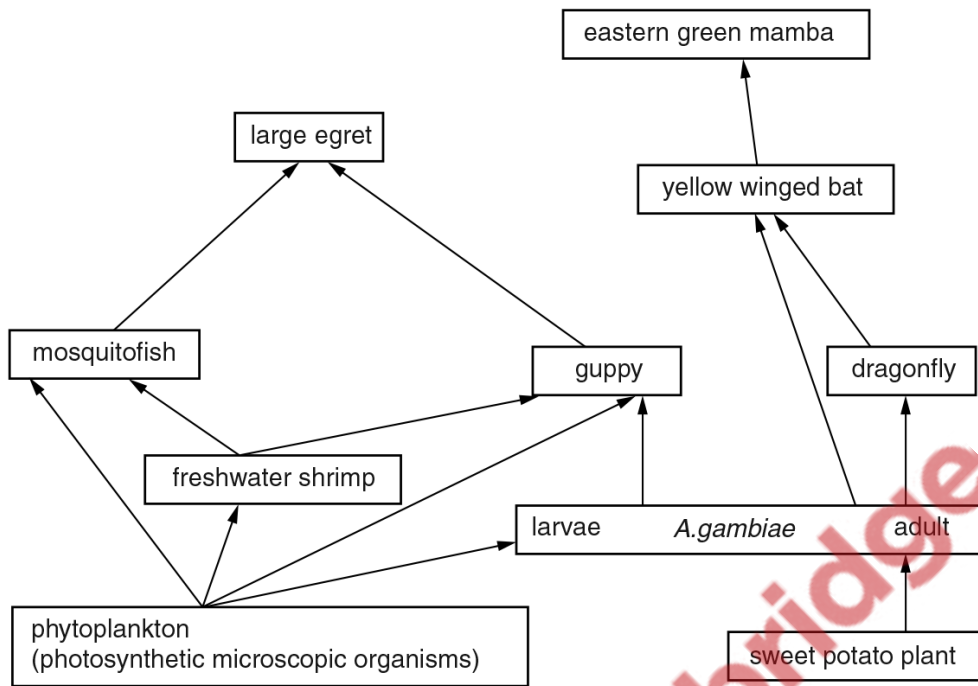 eastern green mamba
large egret
yellow winged bat
mosquitofish
guppy
dragonfly
freshwater shrimp
larvae A.gambiae adult
phytoplankton
(photosynthetic microscopic organisms)
sweet potato plant
bridge